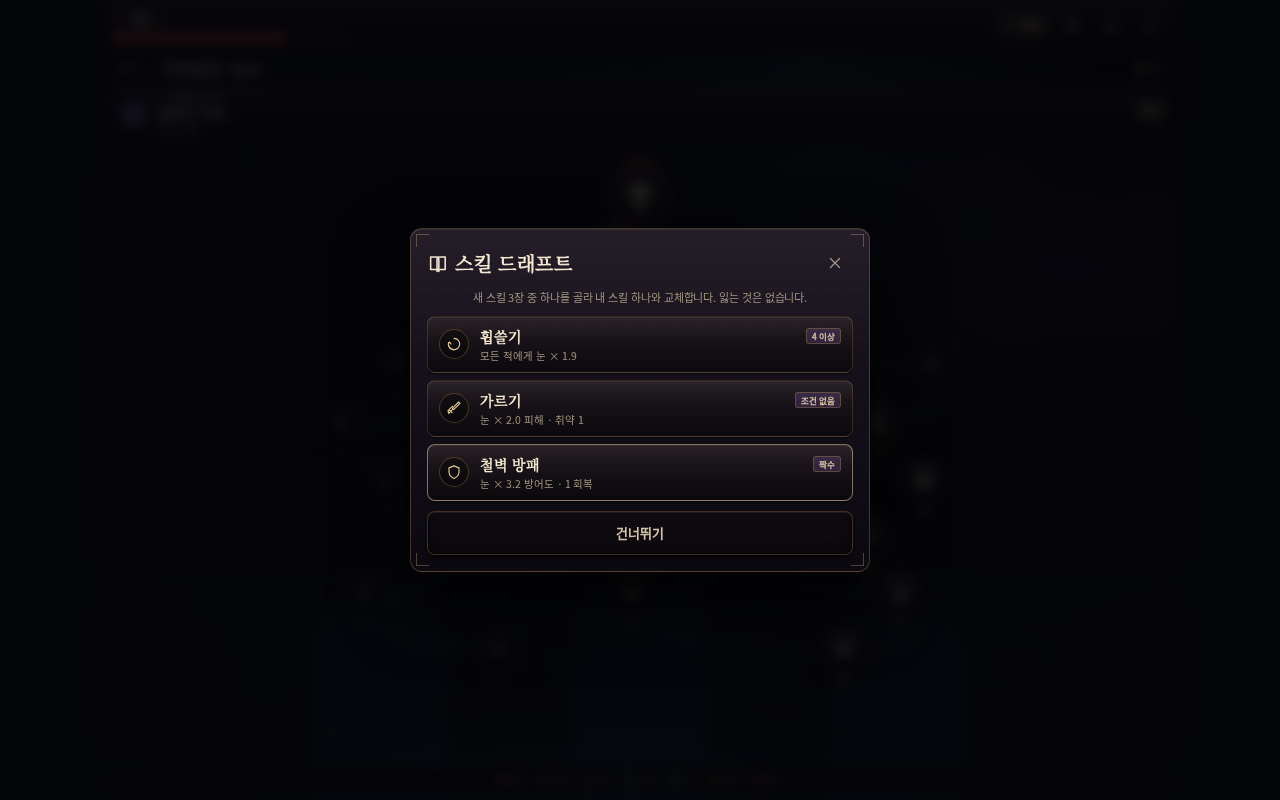 스킬 드래프트
새 스킬 3장 중 하나를 골라 내 스킬 하나와 교체합니다. 잃는 것은 없습니다.
휩쓸기
4 이상
모든 적에게 눈 × 1.9
가르기
조건 없음
눈 × 2.0 피해 · 취약 1
철벽 방패
짝수
눈 × 3.2 방어도 · 1 회복
건너뛰기